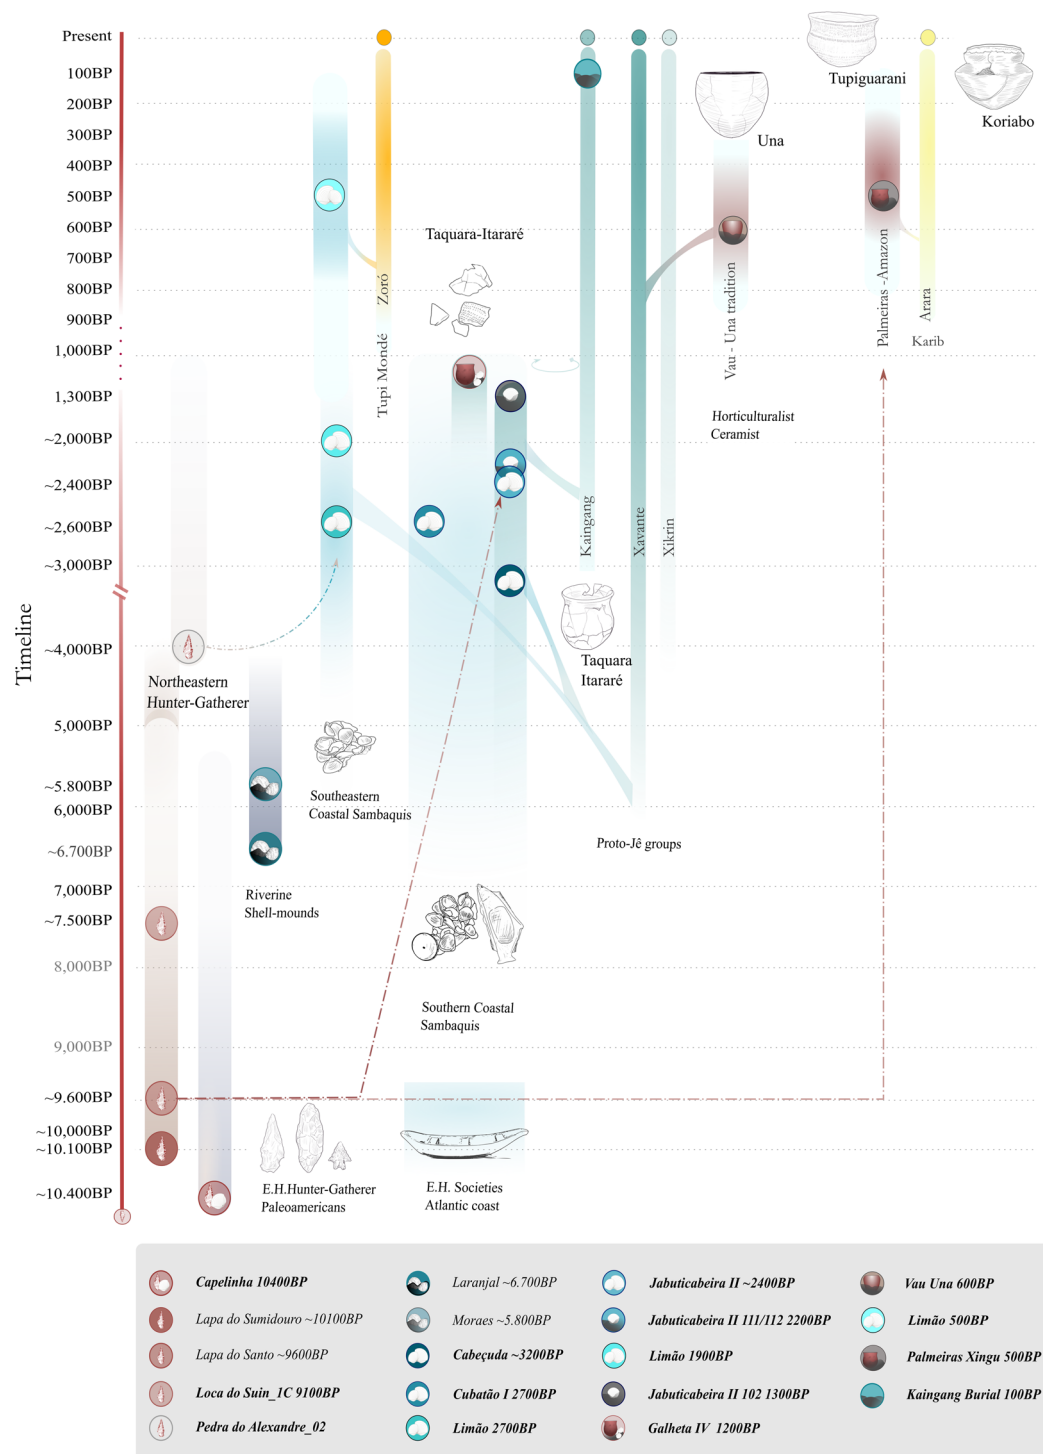 Present
100BP
200BP
300BP
400BP
500BP
600BP
700BP
800BP
900BP
1,000BP
1,300BP
~2,000BP
~2,400BP
~2,600BP
~3,000BP
~4,000BP
5,000BP
~5.800BP
6,000BP
~6.700BP
7,000BP
~7.500BP
8,000BP
9,000BP
~9.600BP
~10,000BP
~10.100BP
~10.400BP
Timeline
Tupiguarani
Koriabo
Una
Taquara-Itararé
Tupi Mondé
Zoró
Vau - Una tradition
Palmeiras -Amazon
Arara
Karib
Horticulturalist
Ceramist
Kaingang
Xavante
Xikrin
Taquara
Itararé
Northeastern
Hunter-Gatherer
Southeastern
Coastal Sambaquis
Proto-Jê groups
Riverine
Shell-mounds
Southern Coastal
Sambaquis
E.H.Hunter-Gatherer
Paleoamericans
E.H. Societies
Atlantic coast
Capelinha 10400BP
Lapa do Sumidouro ~10100BP
Lapa do Santo ~9600BP
Loca do Suin_1C 9100BP
Pedra do Alexandre_02
Laranjal ~6.700BP
Moraes ~5.800BP
Cabeçuda ~3200BP
Cubatão I 2700BP
Limão 2700BP
Jabuticabeira II ~2400BP
Jabuticabeira II 111/112 2200BP
Limão 1900BP
Jabuticabeira II 102 1300BP
Galheta IV 1200BP
Vau Una 600BP
Limão 500BP
Palmeiras Xingu 500BP
Kaingang Burial 100BP